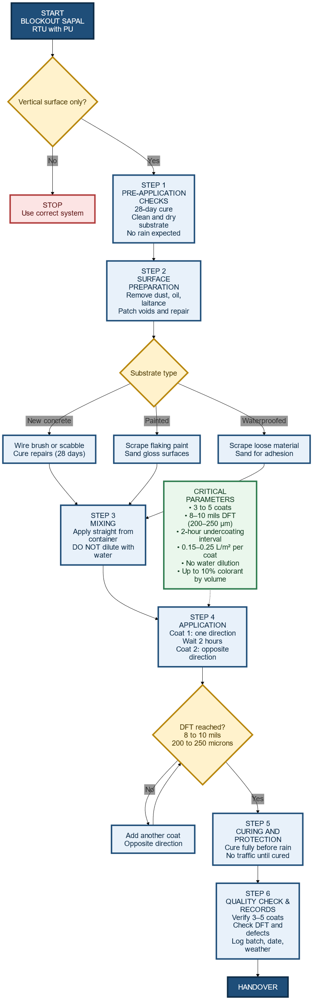 START
BLOCKOUT SAPAL
RTU with PU
Vertical surface only?
No
Yes
STOP
Use correct system
STEP 1
PRE-APPLICATION
CHECKS
28-day cure
Clean and dry
substrate
No rain expected
STEP 2
SURFACE
PREPARATION
Remove dust, oil,
laitance
Patch voids and repair
Substrate type
New concrete
Painted
Waterproofed
Wire brush or scabble
Cure repairs (28 days)
Scrape flaking paint
Sand gloss surfaces
Scrape loose material
Sand for adhesion
STEP 3
MIXING
Apply straight from
container
DO NOT dilute with
water
CRITICAL
PARAMETERS
• 3 to 5 coats
• 8–10 mils DFT
(200–250 µm)
• 2-hour undercoating
interval
• 0.15–0.25 L/m² per
coat
• No water dilution
• Up to 10% colorant
by volume
STEP 4
APPLICATION
Coat 1: one direction
Wait 2 hours
Coat 2: opposite
direction
DFT reached?
8 to 10 mils
200 to 250 microns
No
Yes
Add another coat
Opposite direction
STEP 5
CURING AND
PROTECTION
Cure fully before rain
No traffic until cured
STEP 6
QUALITY CHECK &
RECORDS
Verify 3–5 coats
Check DFT and
defects
Log batch, date,
weather
HANDOVER